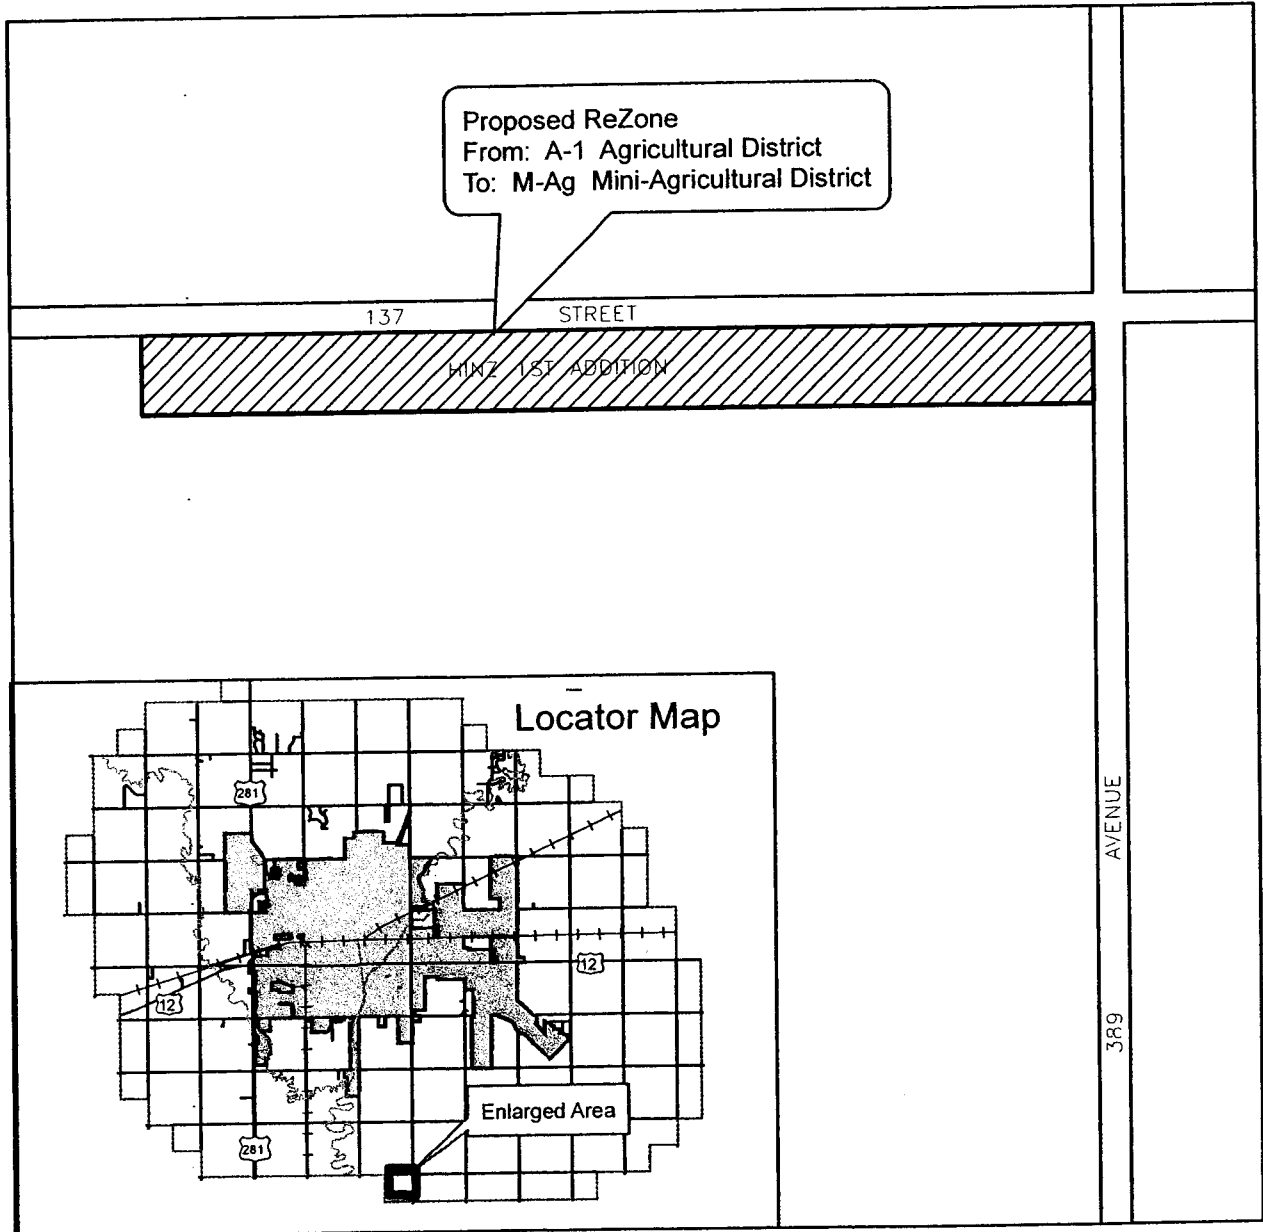 Proposed ReZone
From: A-1 Agricultural District
To: M-Ag Mini-Agricultural District
137 STREET
HINZ 1ST ADDITION
Locator Map
281
12
12
Enlarged Area
281
389 AVENUE